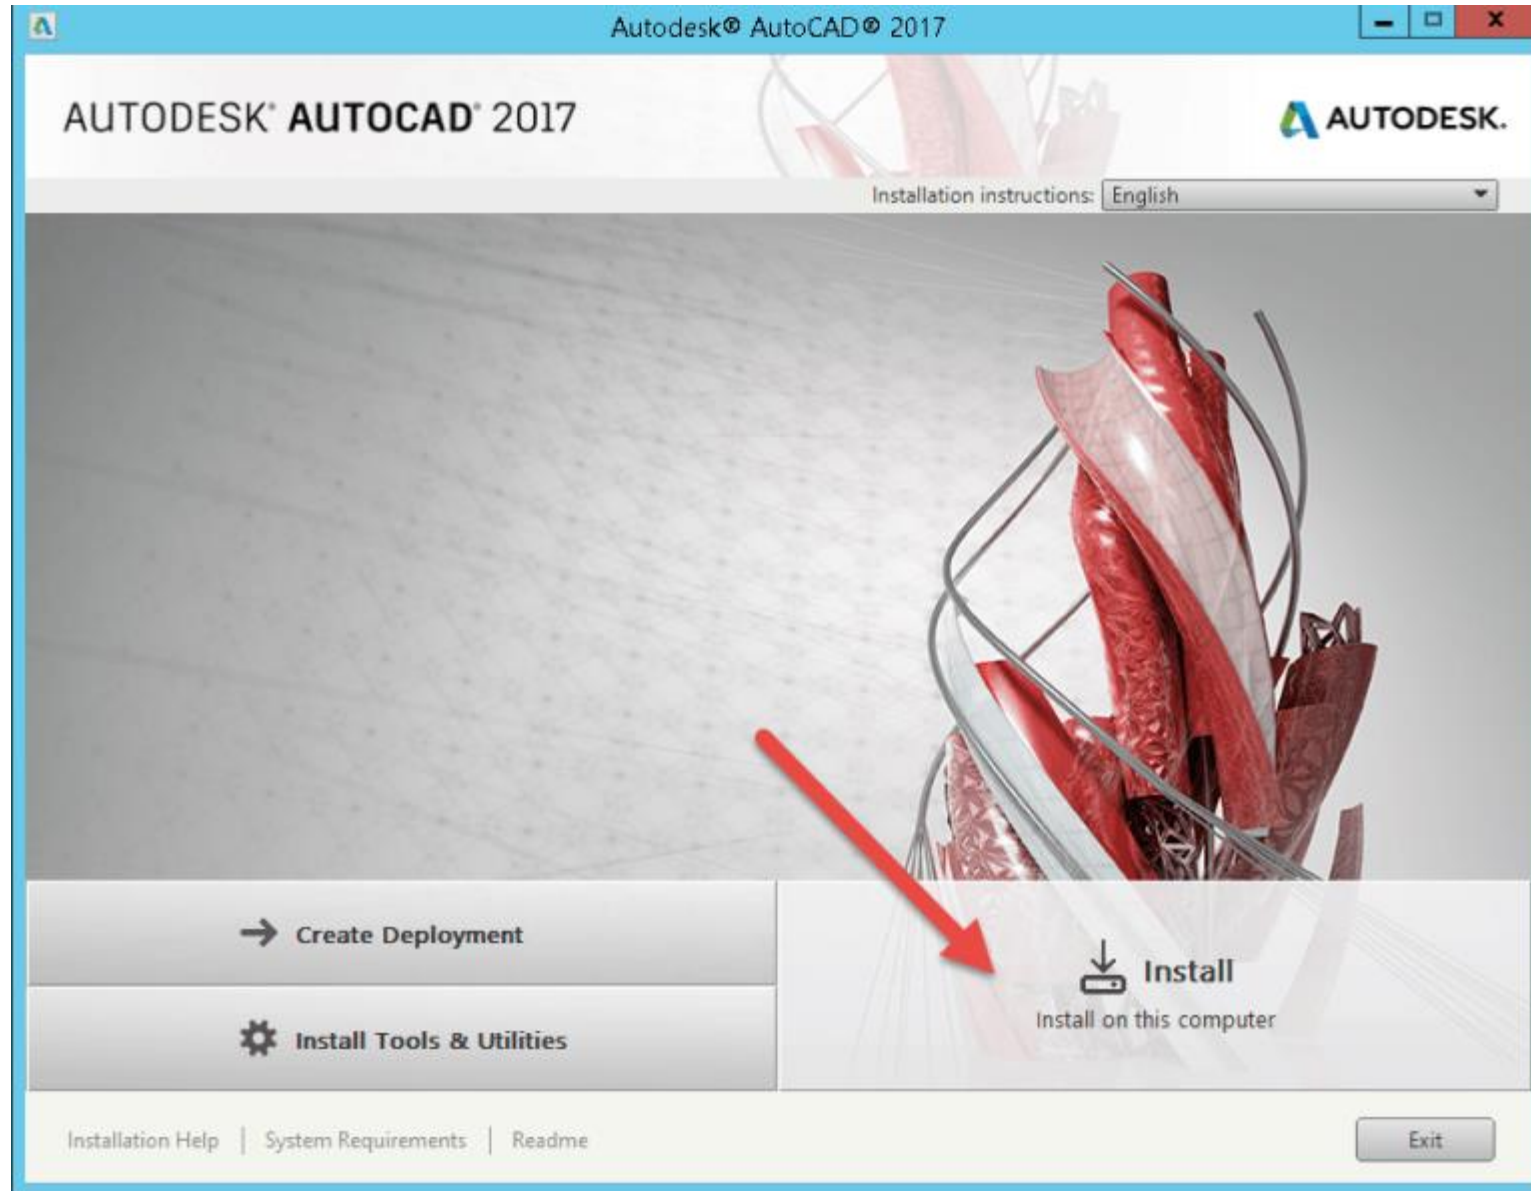 Autodesk® AutoCAD® 2017
AUTODESK® AUTOCAD® 2017
AUTODESK.
Installation instructions: English
Create Deployment
Install Tools & Utilities
Install
Install on this computer
Installation Help | System Requirements | Readme
Exit